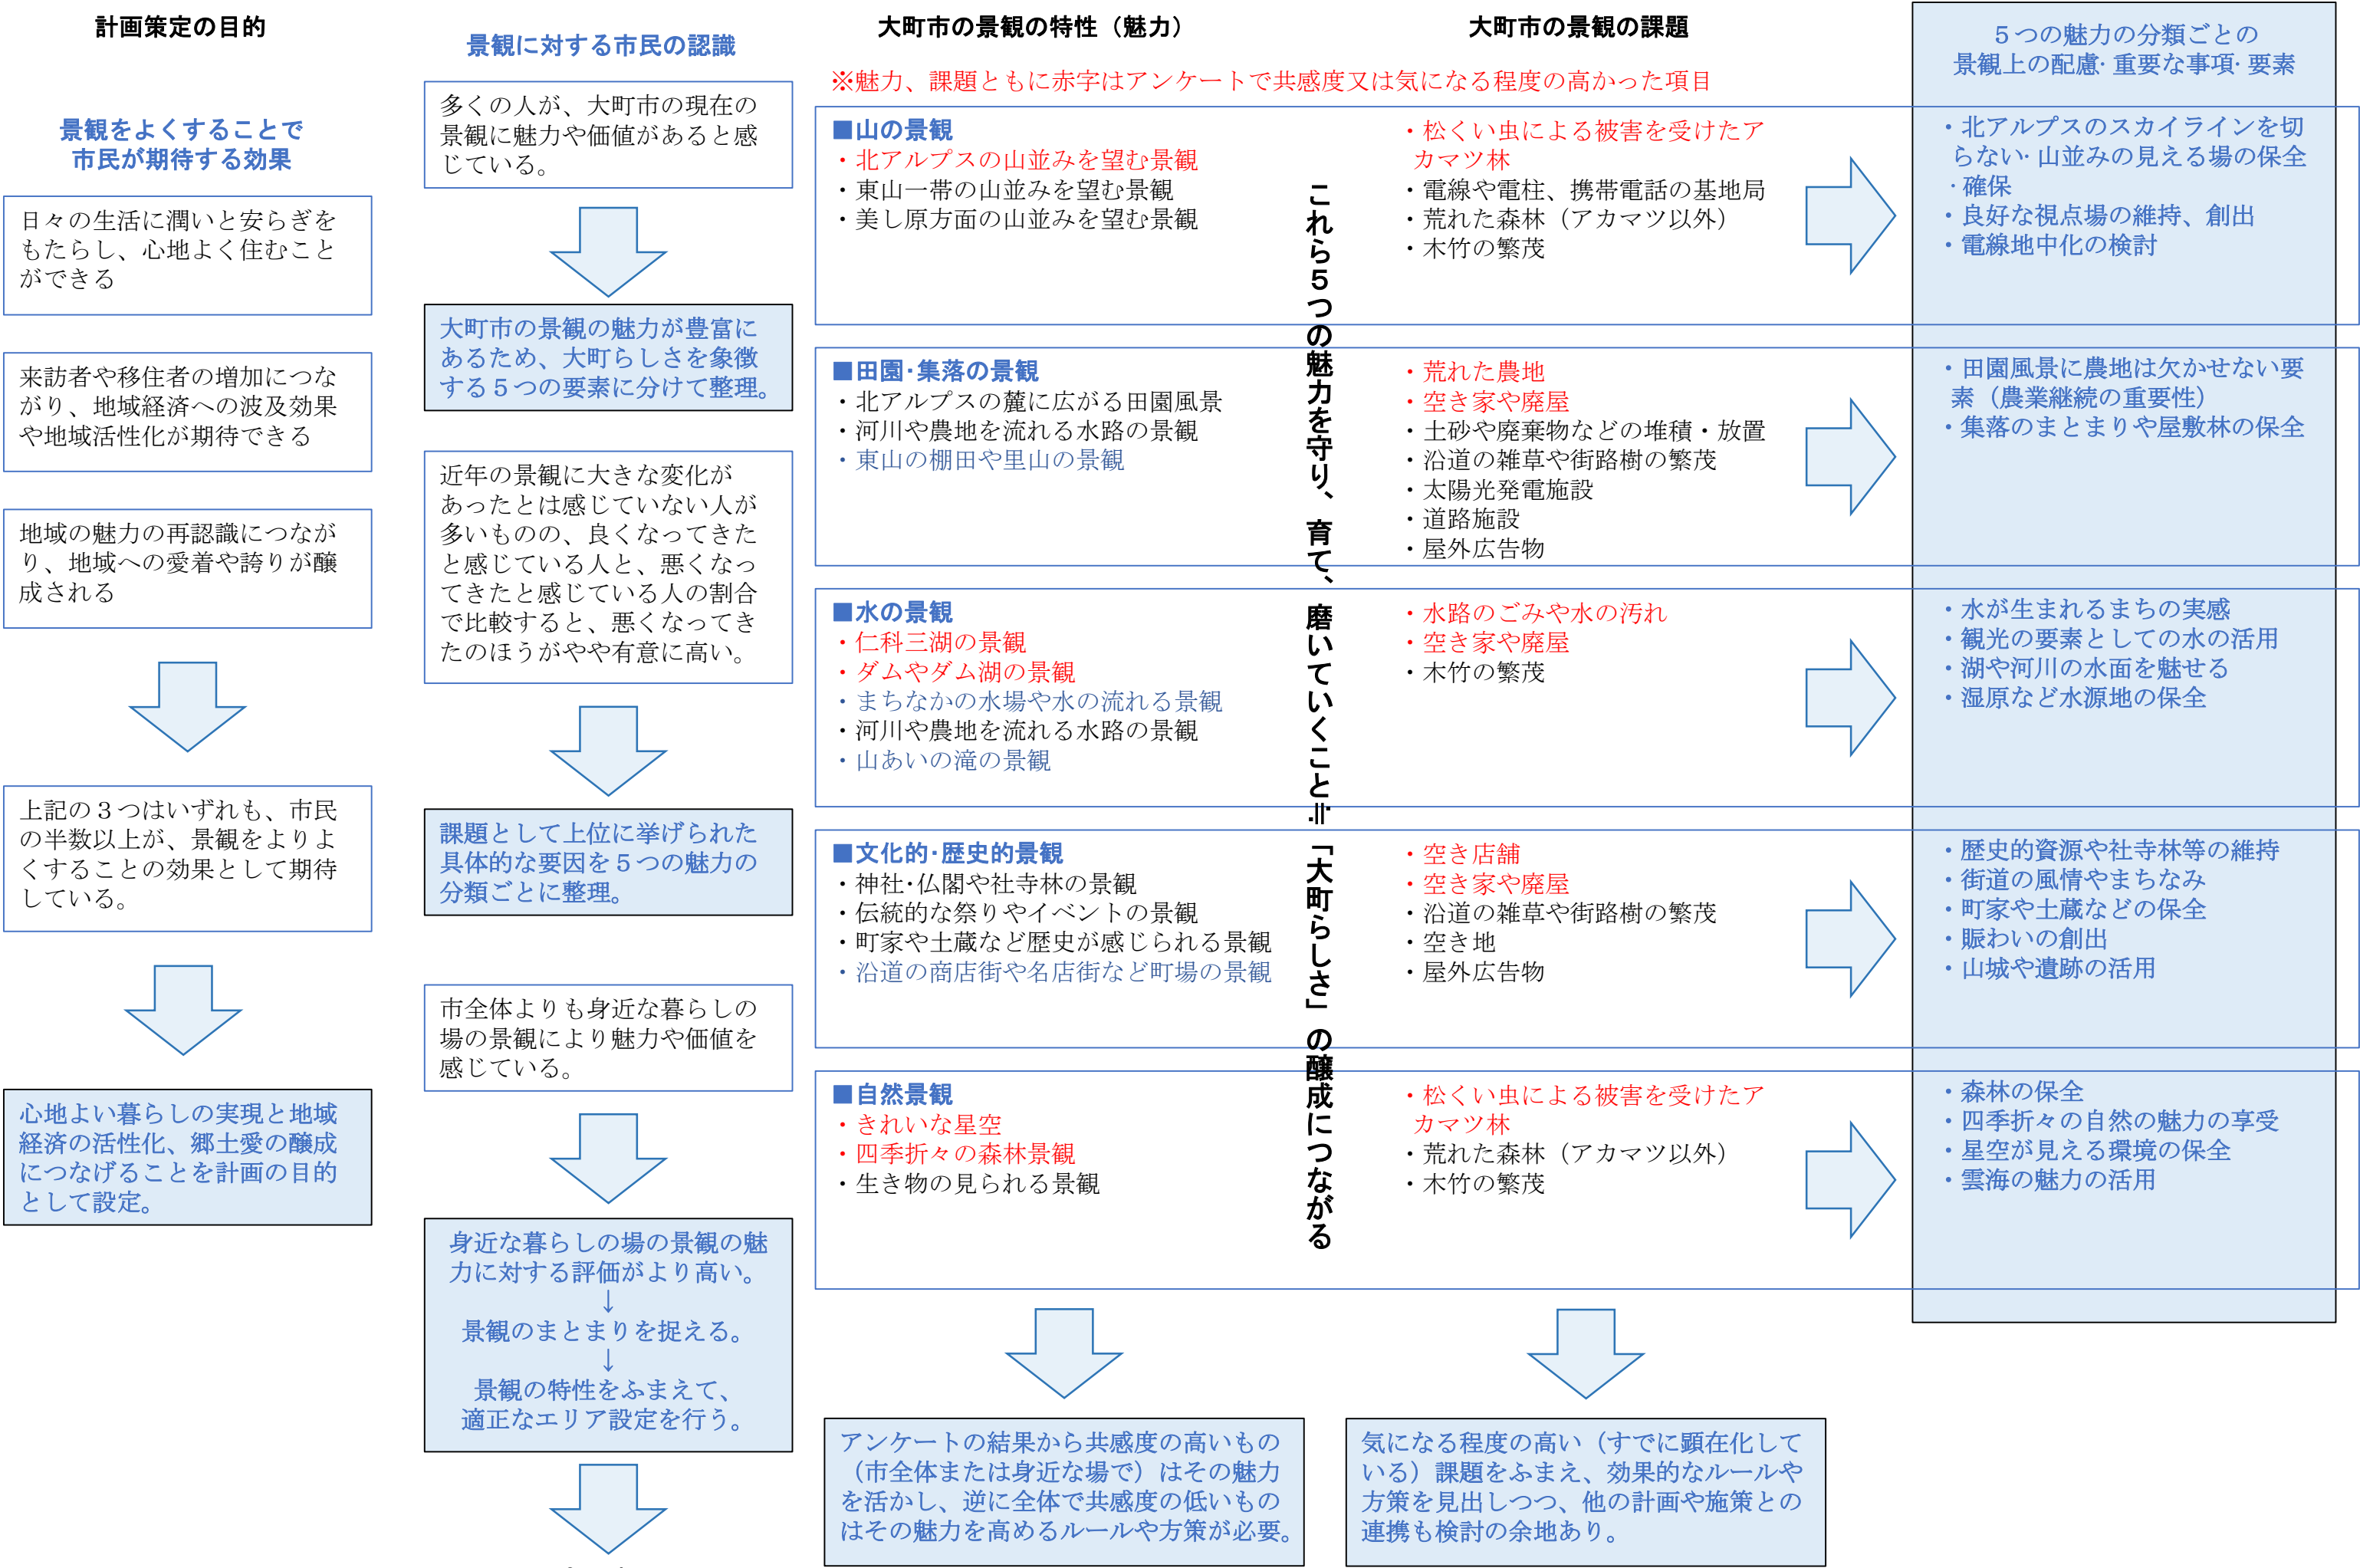 計画策定の目的
景観をよくすることで
市民が期待する効果
日々の生活に潤いと安らぎを
もたらし、心地よく住むこと
ができる
来訪者や移住者の増加につな
がり、地域経済への波及効果
や地域活性化が期待できる
地域の魅力の再認識につなが
り、地域への愛着や誇りが醸
成される
上記の３つはいずれも、市民
の半数以上が、景観をよりよ
くすることの効果として期待
している。
心地よい暮らしの実現と地域
経済の活性化、郷土愛の醸成
につなげることを計画の目的
として設定。
景観に対する市民の認識
多くの人が、大町市の現在の
景観に魅力や価値があると感
じている。
大町市の景観の魅力が豊富に
あるため、大町らしさを象徴
する５つの要素に分けて整理。
近年の景観に大きな変化が
あったとは感じていない人が
多いものの、良くなってきた
と感じている人と、悪くなっ
てきたと感じている人の割合
で比較すると、悪くなってき
たのほうがやや有意に高い。
課題として上位に挙げられた
具体的な要因を５つの魅力の
分類ごとに整理。
市全体よりも身近な暮らしの
場の景観により魅力や価値を
感じている。
身近な暮らしの場の景観の魅
力に対する評価がより高い。
↓
景観のまとまりを捉える。
↓
景観の特性をふまえて、
適正なエリア設定を行う。
大町市の景観の特性（魅力）
大町市の景観の課題
※魅力、課題ともに赤字はアンケートで共感度又は気になる程度の高かった項目
■山の景観
・北アルプスの山並みを望む景観
・東山一帯の山並みを望む景観
・美し原方面の山並みを望む景観
・松くい虫による被害を受けたア
カマツ林
・電線や電柱、携帯電話の基地局
・荒れた森林（アカマツ以外）
・木竹の繁茂
■田園･集落の景観
・北アルプスの麓に広がる田園風景
・河川や農地を流れる水路の景観
・東山の棚田や里山の景観
・荒れた農地
・空き家や廃屋
・土砂や廃棄物などの堆積・放置
・沿道の雑草や街路樹の繁茂
・太陽光発電施設
・道路施設
・屋外広告物
■水の景観
・仁科三湖の景観
・ダムやダム湖の景観
・まちなかの水場や水の流れる景観
・河川や農地を流れる水路の景観
・山あいの滝の景観
・水路のごみや水の汚れ
・空き家や廃屋
・木竹の繁茂
■文化的･歴史的景観
・神社･仏閣や社寺林の景観
・伝統的な祭りやイベントの景観
・町家や土蔵など歴史が感じられる景観
・沿道の商店街や名店街など町場の景観
・空き店舗
・空き家や廃屋
・沿道の雑草や街路樹の繁茂
・空き地
・屋外広告物
■自然景観
・きれいな星空
・四季折々の森林景観
・生き物の見られる景観
・松くい虫による被害を受けたア
カマツ林
・荒れた森林（アカマツ以外）
・木竹の繁茂
これら５つの魅力を守り、育て、磨いていくこと≒「大町らしさ」の醸成につながる
アンケートの結果から共感度の高いもの
（市全体または身近な場で）はその魅力
を活かし、逆に全体で共感度の低いもの
はその魅力を高めるルールや方策が必要。
気になる程度の高い（すでに顕在化して
いる）課題をふまえ、効果的なルールや
方策を見出しつつ、他の計画や施策との
連携も検討の余地あり。
５つの魅力の分類ごとの
景観上の配慮･重要な事項･要素
・北アルプスのスカイラインを切
らない･山並みの見える場の保全
･確保
・良好な視点場の維持、創出
・電線地中化の検討
・田園風景に農地は欠かせない要
素（農業継続の重要性）
・集落のまとまりや屋敷林の保全
・水が生まれるまちの実感
・観光の要素としての水の活用
・湖や河川の水面を魅せる
・湿原など水源地の保全
・歴史的資源や社寺林等の維持
・街道の風情やまちなみ
・町家や土蔵などの保全
・賑わいの創出
・山城や遺跡の活用
・森林の保全
・四季折々の自然の魅力の享受
・星空が見える環境の保全
・雲海の魅力の活用